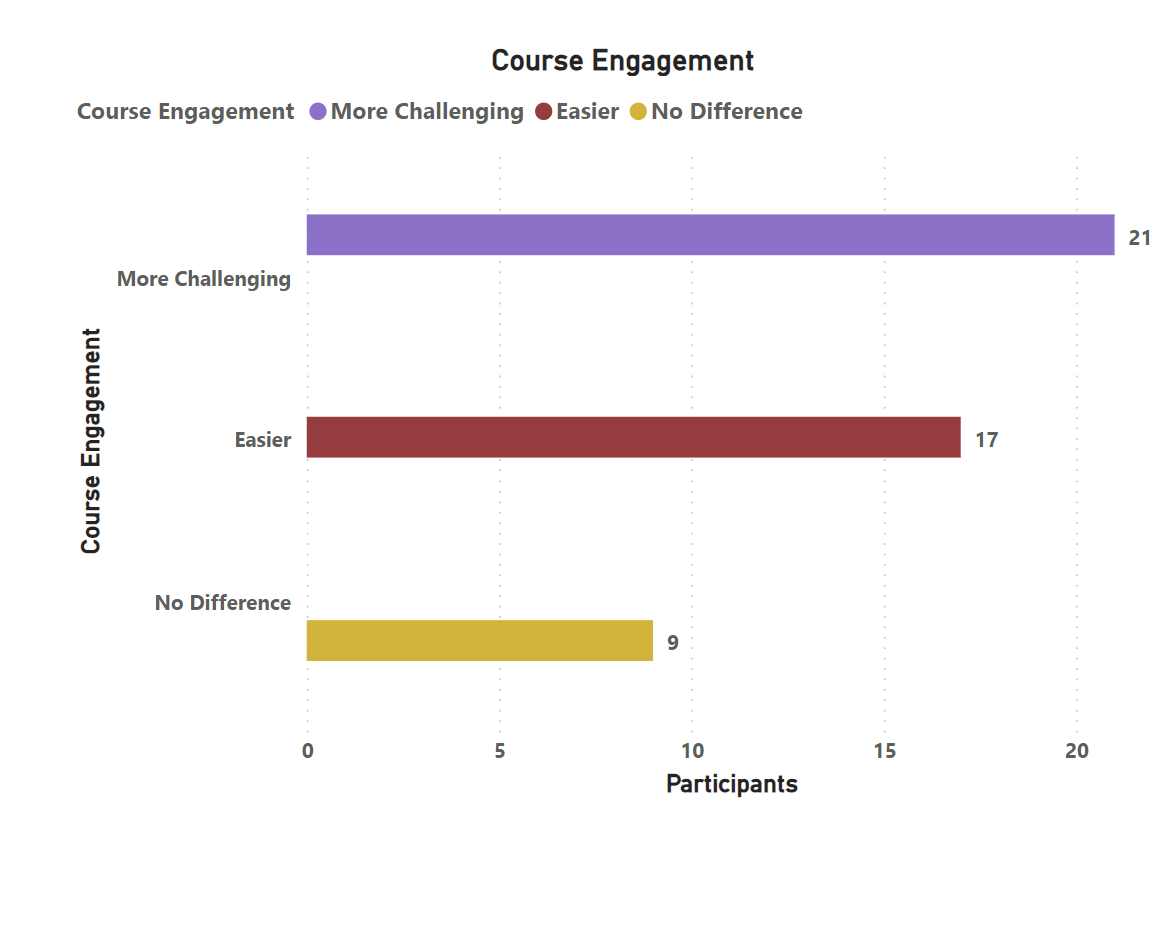 Course Engagement
Course Engagement More Challenging Easier No Difference
21
More Challenging
Course Engagement
Easier 17
No Difference
9
0 5 10 15 20
Participants